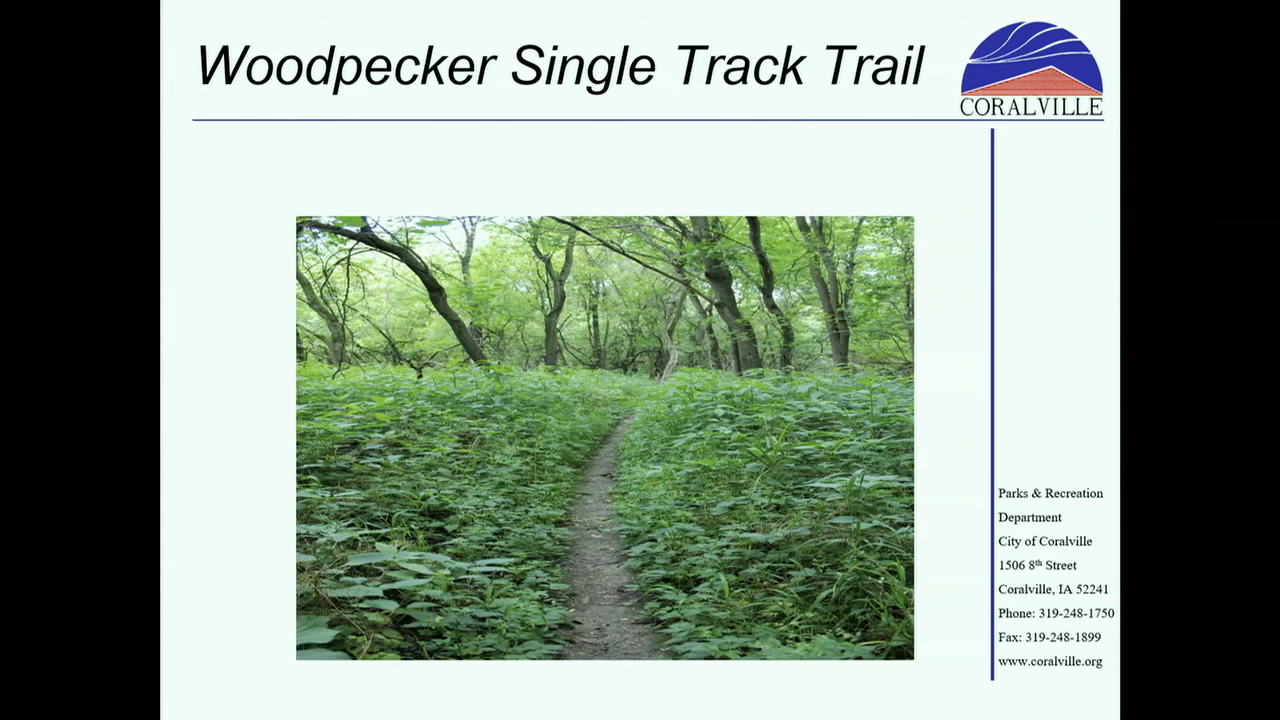 Woodpecker Single Track Trail
CORALVILLE
Parks & Recreation
Department
City of Coralville
1506 8th Street
Coralville, IA 52241
Phone: 319-248-1750
Fax: 319-248-1899
www.coralville.org